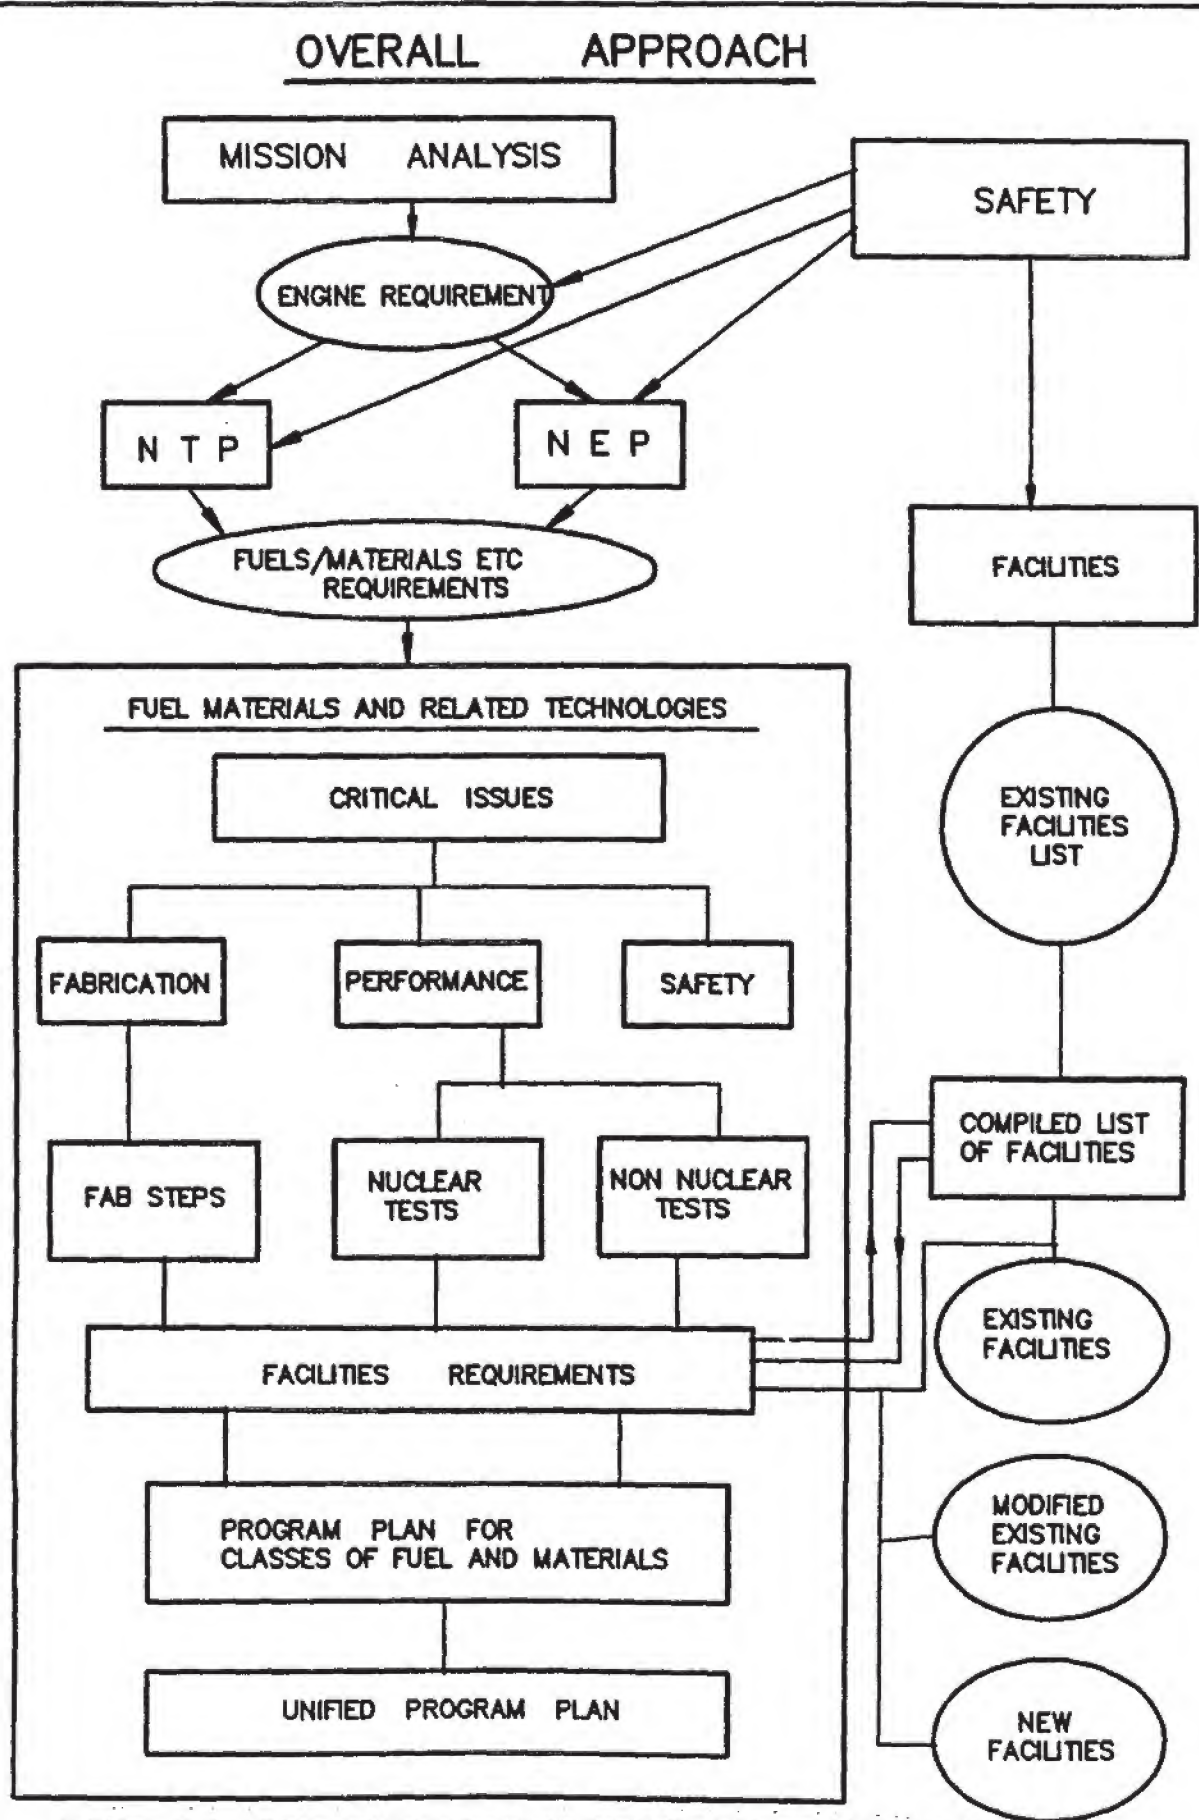 OVERALL APPROACH
MISSION ANALYSIS
SAFETY
ENGINE REQUIREMENT
N T P
N E P
FUELS/MATERIALS ETC
REQUIREMENTS
FACILITIES
FUEL MATERIALS AND RELATED TECHNOLOGIES
CRITICAL ISSUES
EXISTING
FACILITIES
LIST
FABRICATION
PERFORMANCE
SAFETY
COMPILED LIST
OF FACILITIES
FAB STEPS
NUCLEAR
TESTS
NON NUCLEAR
TESTS
EXISTING
FACILITIES
FACILITIES REQUIREMENTS
PROGRAM PLAN FOR
CLASSES OF FUEL AND MATERIALS
MODIFIED
EXISTING
FACILITIES
UNIFIED PROGRAM PLAN
NEW
FACILITIES